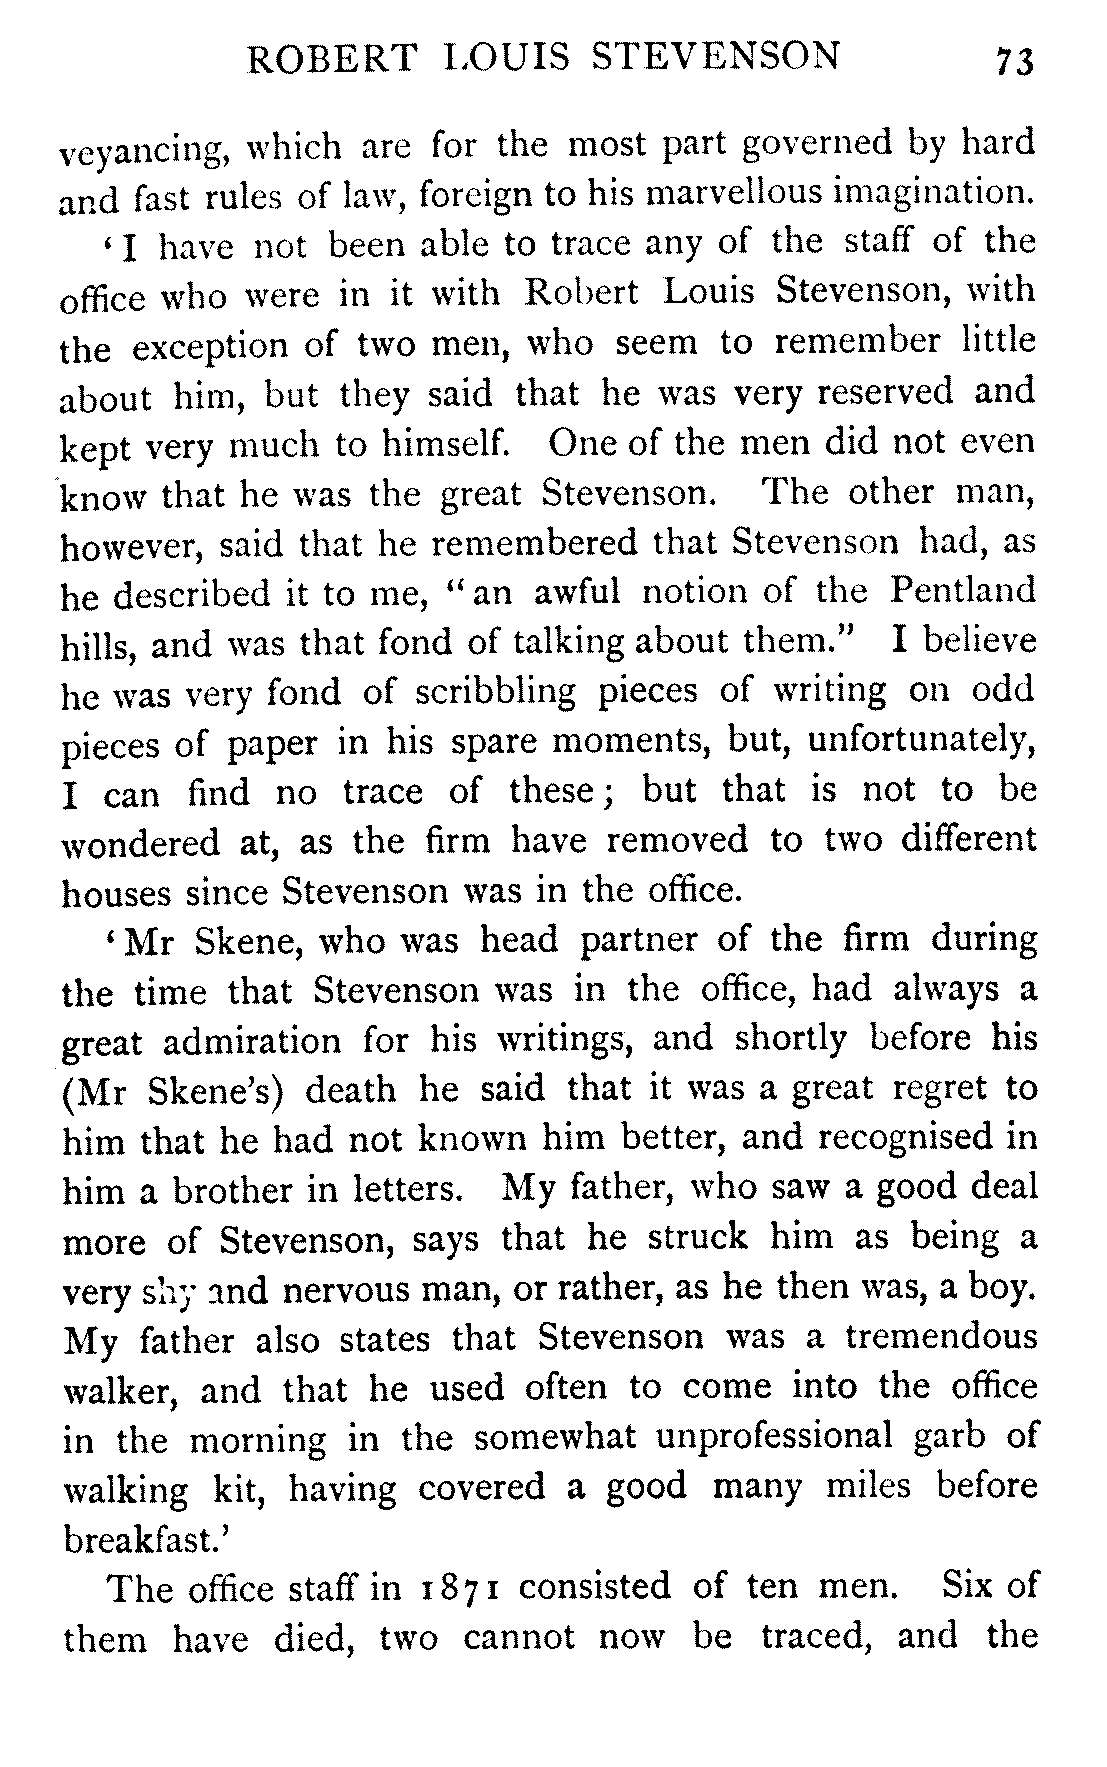 ROBERT LOUIS STEVENSON 73
veyancing, which are for the most part governed by hard
and fast rules of law, foreign to his marvellous imagination.
‘I have not been able to trace any of the staff of the
office who were in it with Robert Louis Stevenson, with
the exception of two men, who seem to remember little
about him, but they said that he was very reserved and
kept very much to himself. One of the men did not even
know that he was the great Stevenson. The other man,
however, said that he remembered that Stevenson had, as
he described it to me, “an awful notion of the Pentland
hills, and was that fond of talking about them.” I believe
he was very fond of scribbling pieces of writing on odd
pieces of paper in his spare moments, but, unfortunately,
I can find no trace of these; but that is not to be
wondered at, as the firm have removed to two different
houses since Stevenson was in the office.
‘Mr Skene, who was head partner of the firm during
the time that Stevenson was in the office, had always a
great admiration for his writings, and shortly before his
(Mr Skene’s) death he said that it was a great regret to
him that he had not known him better, and recognised in
him a brother in letters. My father, who saw a good deal
more of Stevenson, says that he struck him as being a
very shy and nervous man, or rather, as he then was, a boy.
My father also states that Stevenson was a tremendous
walker, and that he used often to come into the office
in the morning in the somewhat unprofessional garb of
walking kit, having covered a good many miles before
breakfast.’
The office staff in 1871 consisted of ten men. Six of
them have died, two cannot now be traced, and the